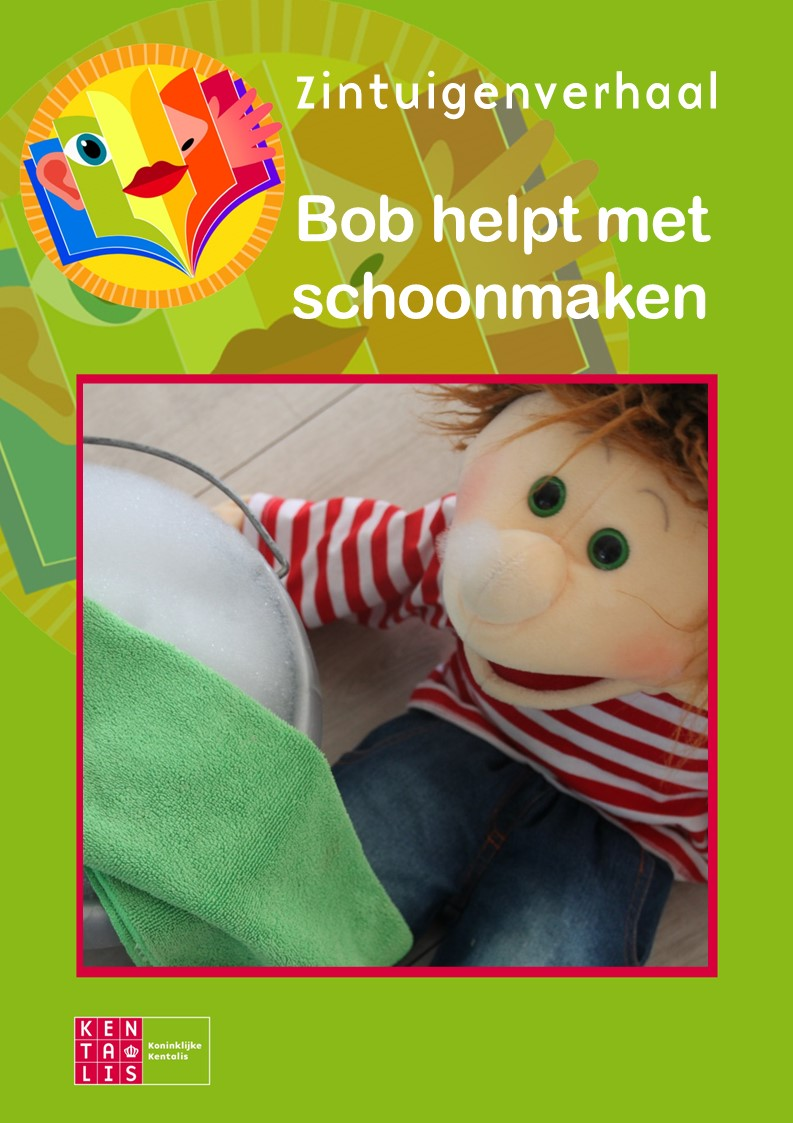 Zintuigenverhaal
Bob helpt met
schoonmaken
KEN
TA
LIS
Koninklijke
Kentalis